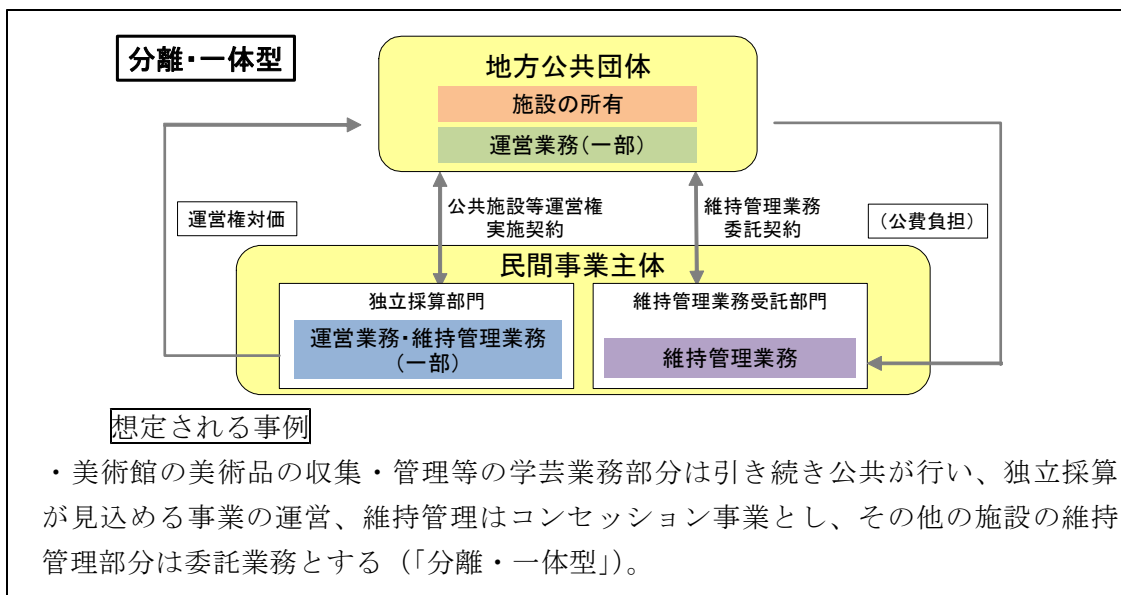 分離・一体型
地方公共団体
施設の所有
運営業務(一部)
運営権対価
公共施設等運営権
実施契約
維持管理業務
委託契約
(公費負担)
民間事業主体
独立採算部門
運営業務・維持管理業務
(一部)
維持管理業務受託部門
維持管理業務
想定される事例
・美術館の美術品の収集・管理等の学芸業務部分は引き続き公共が行い、独立採算
が見込める事業の運営、維持管理はコンセッション事業とし、その他の施設の維持
管理部分は委託業務とする（「分離・一体型」）。